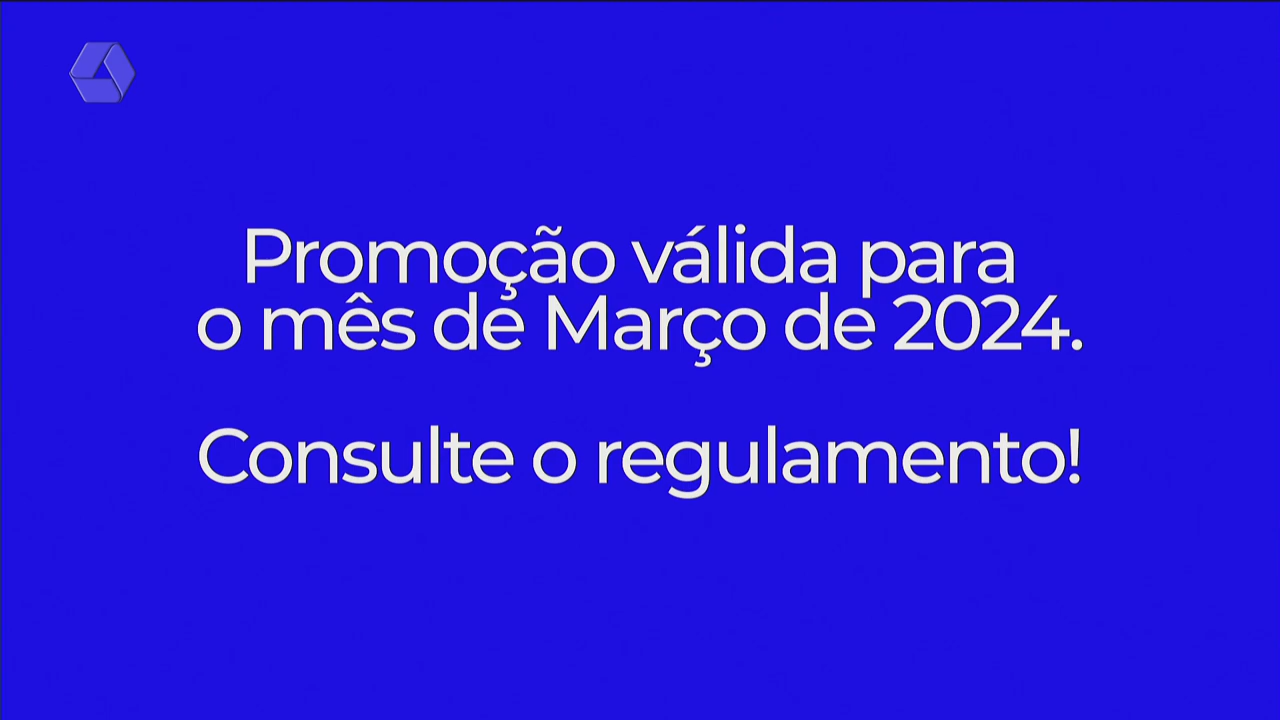 Promoção válida para
o mês de Março de 2024.
Consulte o regulamento!